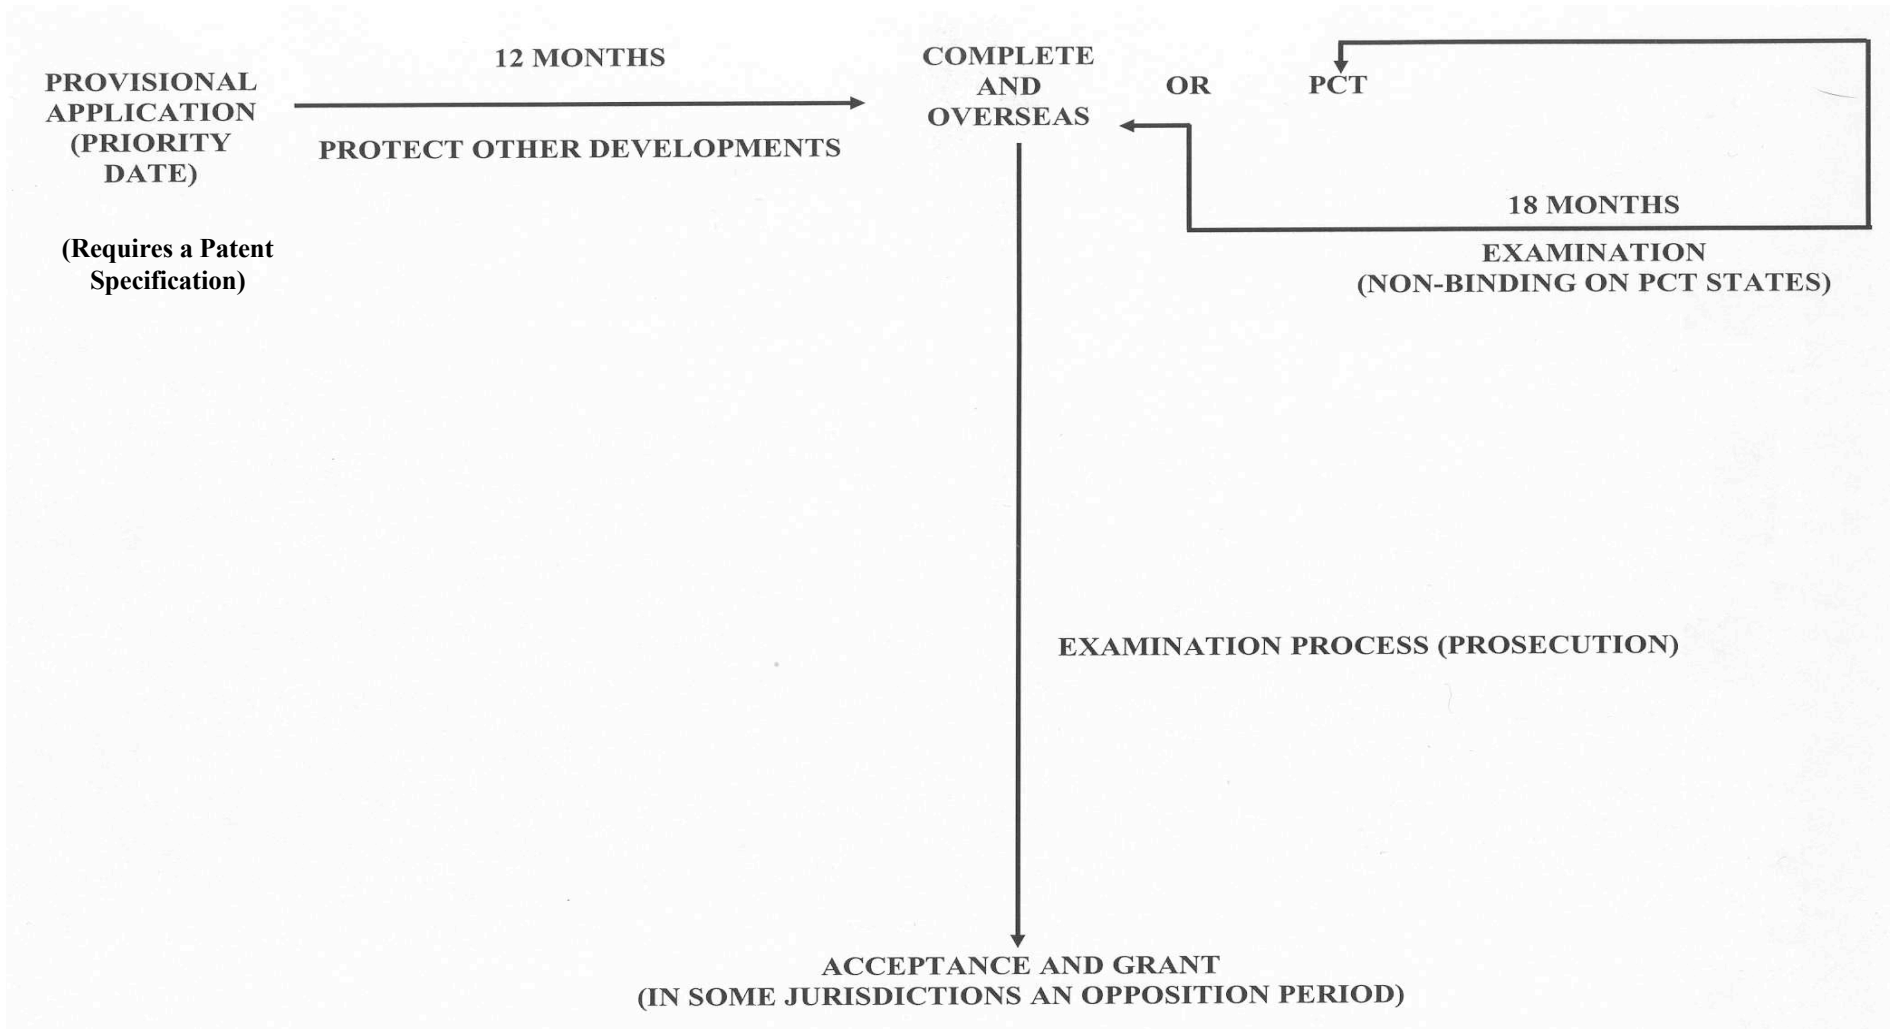 PROVISIONAL
APPLICATION
(PRIORITY
DATE)
(Requires a Patent
Specification)
12 MONTHS
PROTECT OTHER DEVELOPMENTS
COMPLETE
AND
OVERSEAS
OR
PCT
18 MONTHS
EXAMINATION
(NON-BINDING ON PCT STATES)
EXAMINATION PROCESS (PROSECUTION)
ACCEPTANCE AND GRANT
(IN SOME JURISDICTIONS AN OPPOSITION PERIOD)